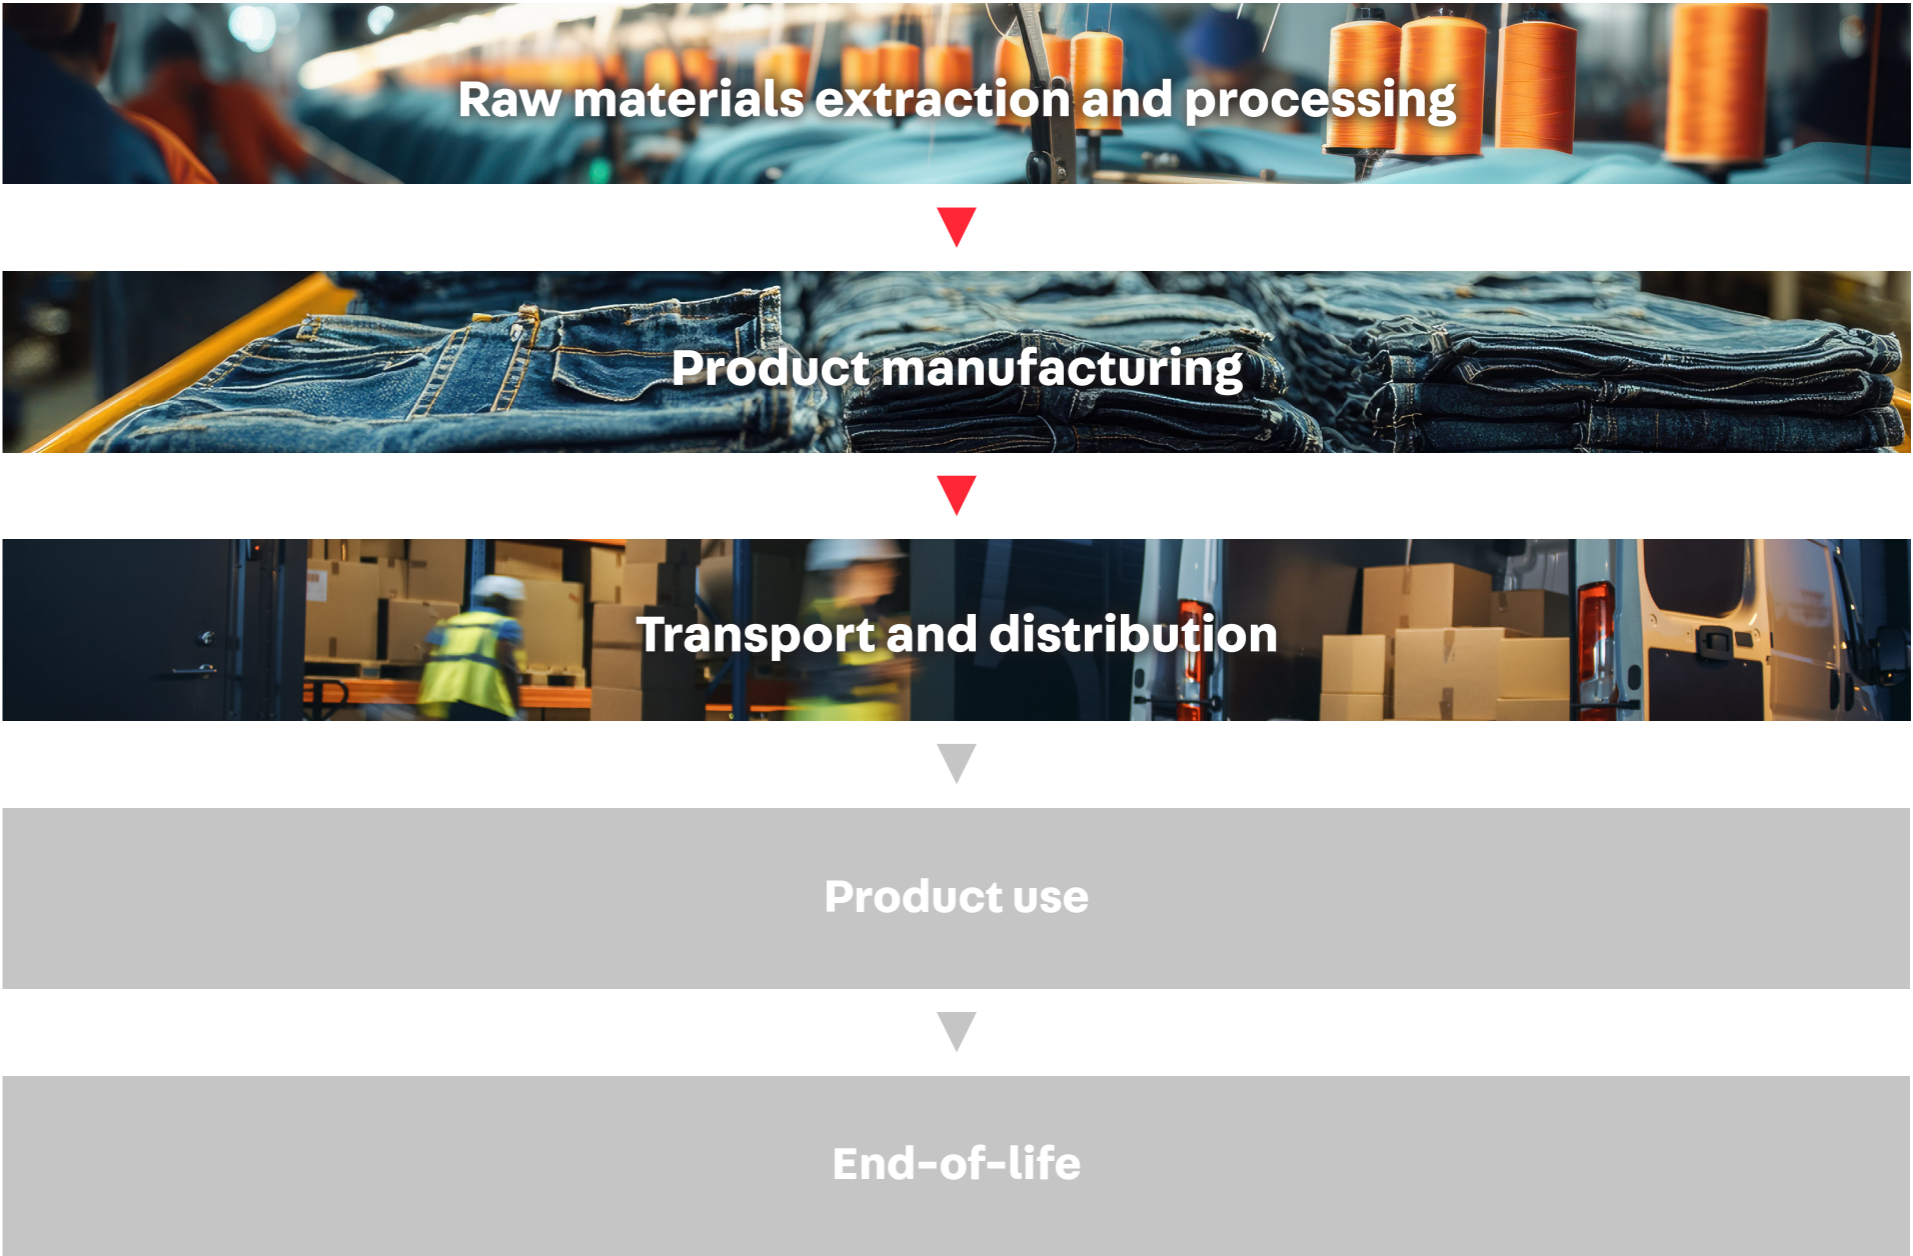 Raw materials extraction and processing
Product manufacturing
Transport and distribution
Product use
End-of-life